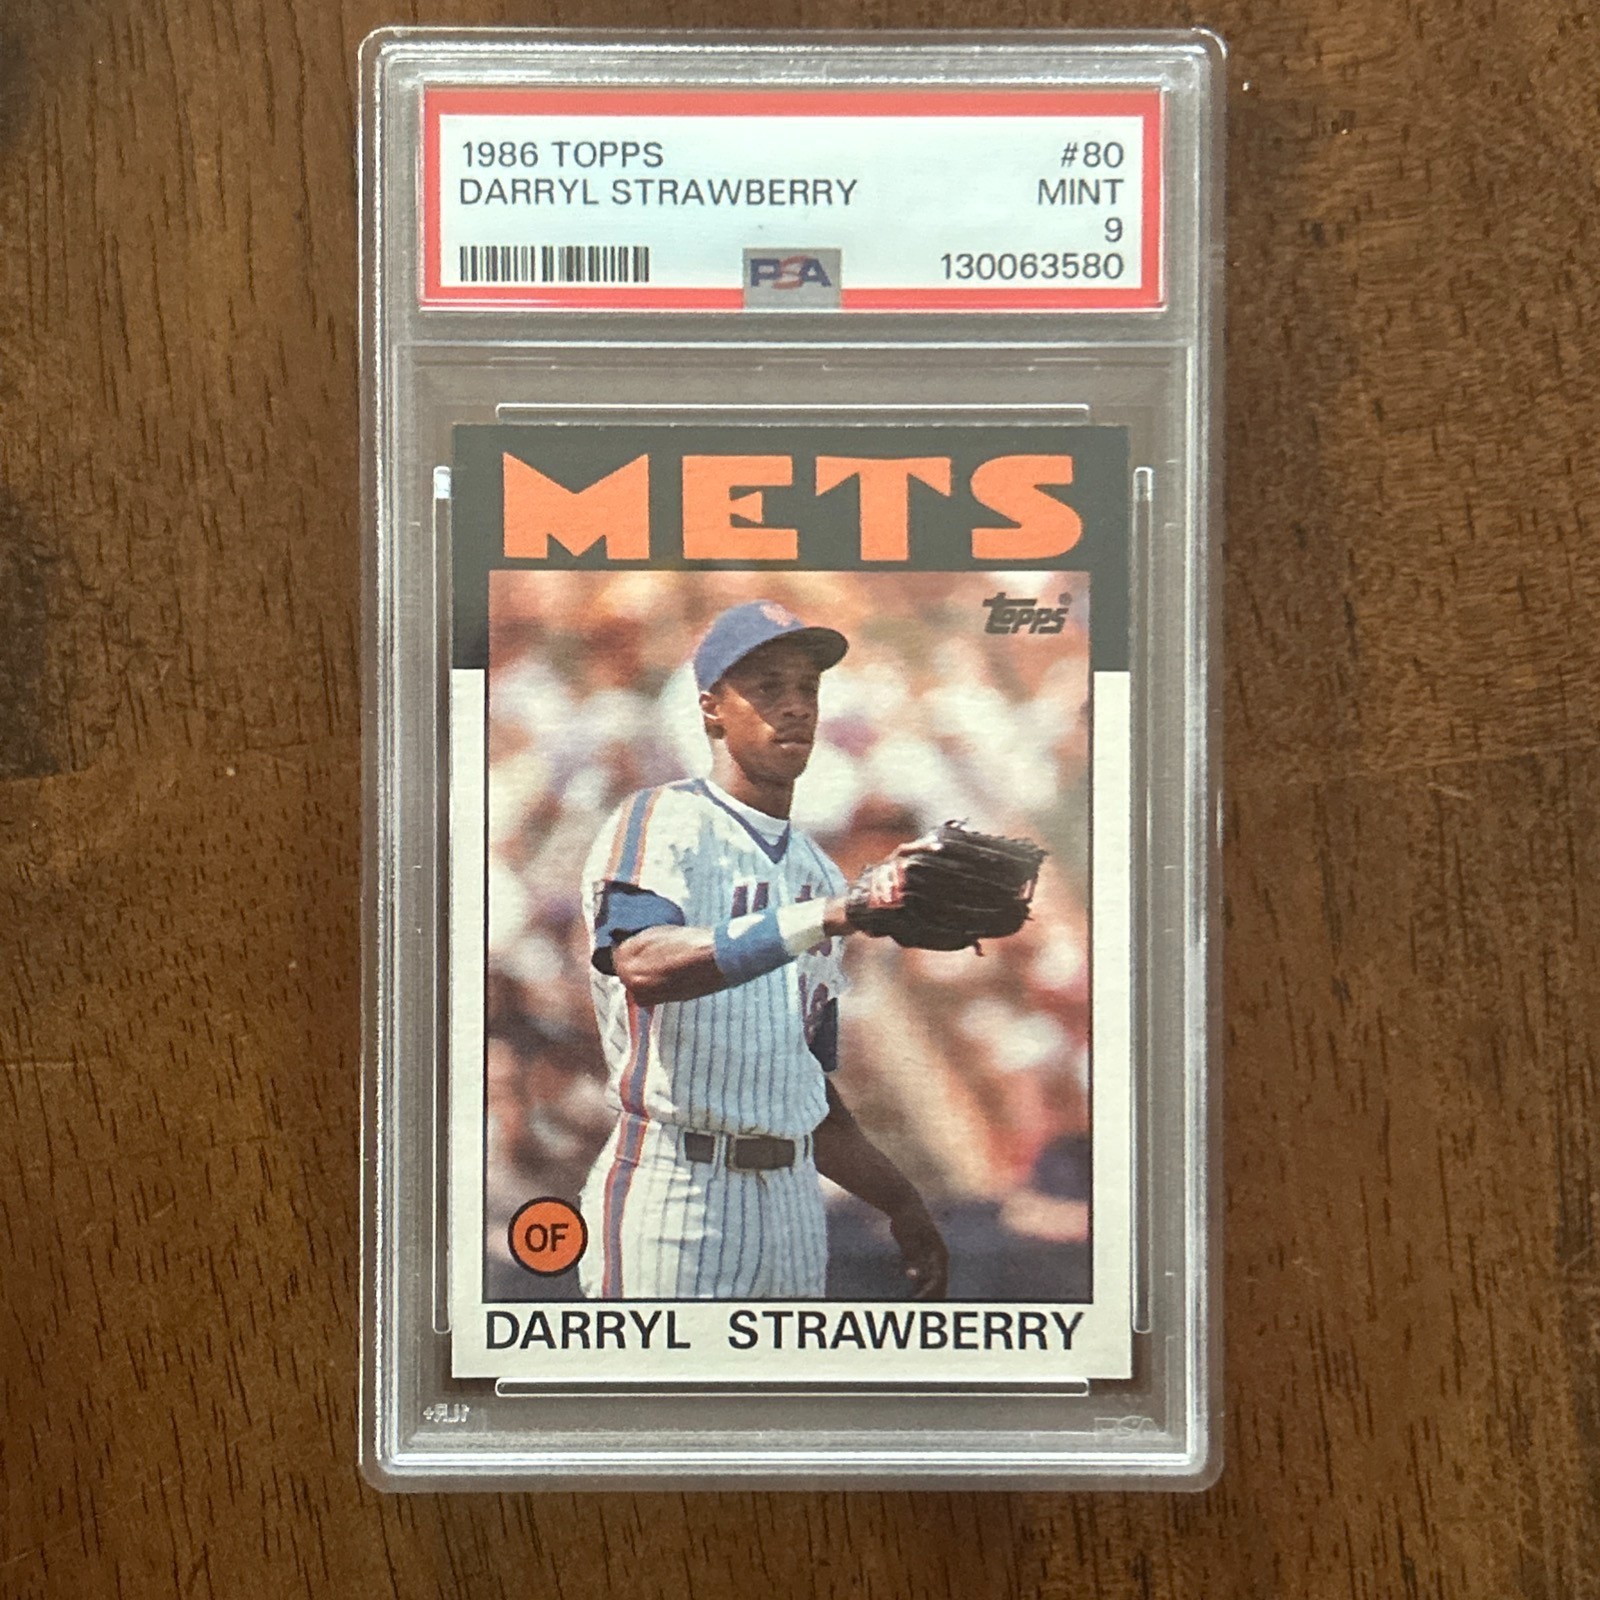 1986 TOPPS #80
DARRYL STRAWBERRY MINT
9
PSA 130063580
METS
Topps®
OF
DARRYL STRAWBERRY